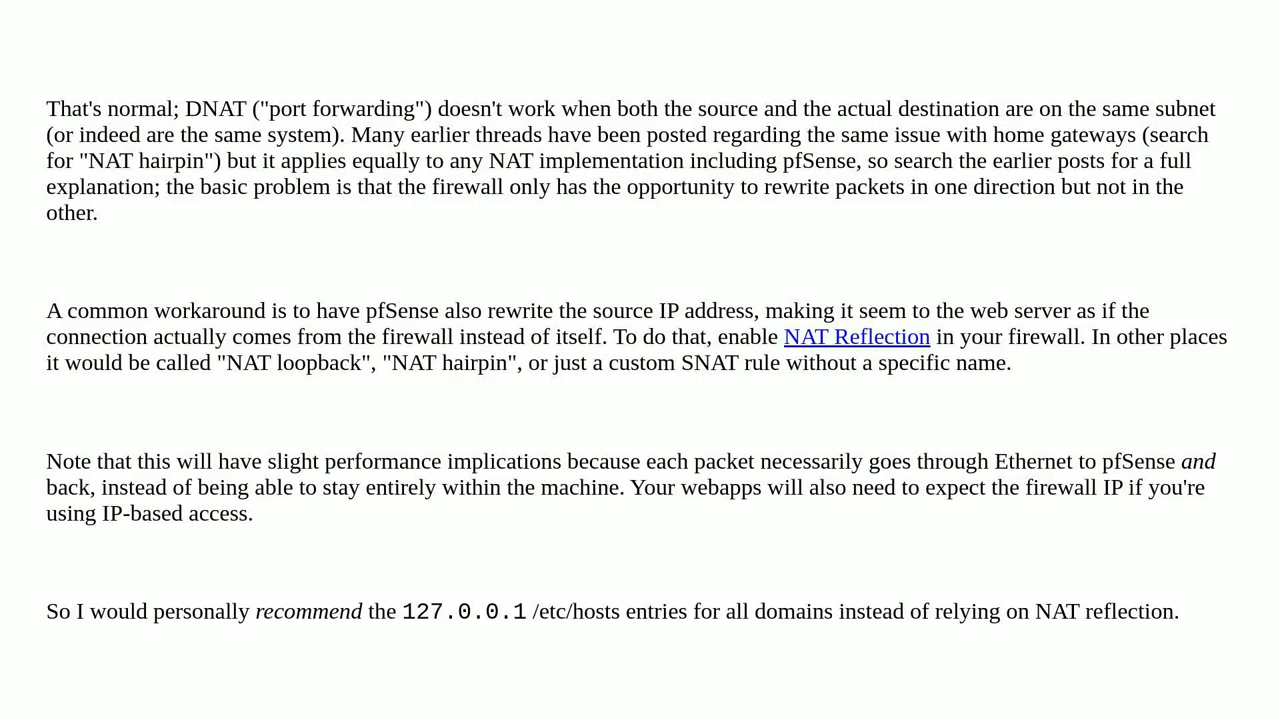 That's normal; DNAT ("port forwarding") doesn't work when both the source and the actual destination are on the same subnet
(or indeed are the same system). Many earlier threads have been posted regarding the same issue with home gateways (search
for "NAT hairpin") but it applies equally to any NAT implementation including pfSense, so search the earlier posts for a full
explanation; the basic problem is that the firewall only has the opportunity to rewrite packets in one direction but not in the
other.
A common workaround is to have pfSense also rewrite the source IP address, making it seem to the web server as if the
connection actually comes from the firewall instead of itself. To do that, enable NAT Reflection in your firewall. In other places
it would be called "NAT loopback", "NAT hairpin", or just a custom SNAT rule without a specific name.
Note that this will have slight performance implications because each packet necessarily goes through Ethernet to pfSense and
back, instead of being able to stay entirely within the machine. Your webapps will also need to expect the firewall IP if you're
using IP-based access.
So I would personally recommend the 127.0.0.1 /etc/hosts entries for all domains instead of relying on NAT reflection.